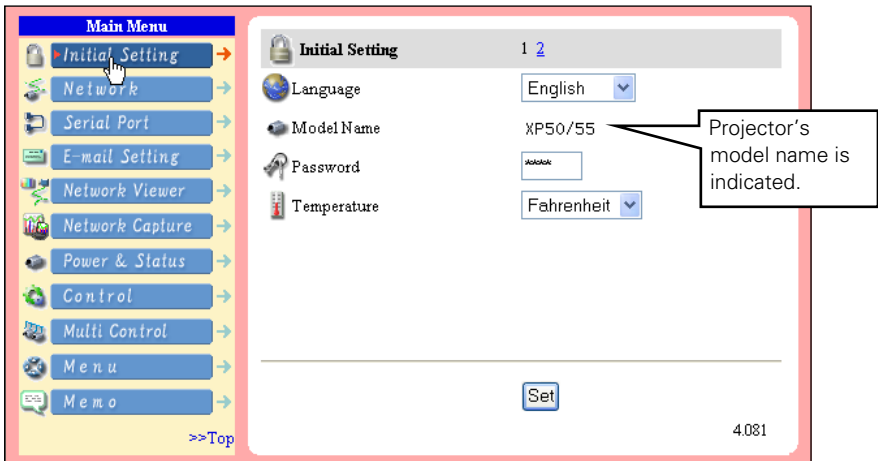 Main Menu
Initial Setting
Network
Serial Port
E-mail Setting
Network Viewer
Network Capture
Power & Status
Control
Multi Control
Menu
Memo
>>Top
Initial Setting 1 2
Language English
Model Name XP50/55
Password ****
Temperature Fahrenheit
Set
4.081
Projector's
model name is
indicated.